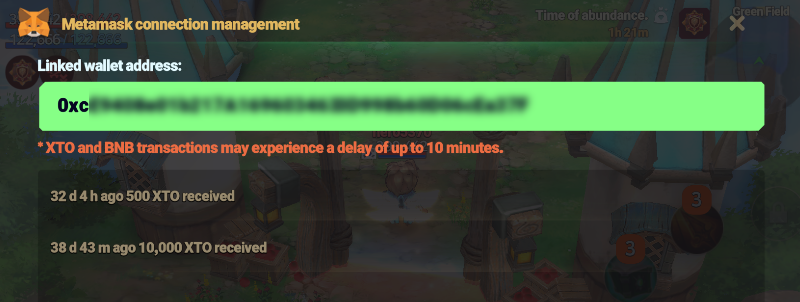 Metamask connection management
Time of abundance.
Green Field
1h 21m
Linked wallet address:
0xc
* XTO and BNB transactions may experience a delay of up to 10 minutes.
32 d 4 h ago 500 XTO received
3
38 d 43 m ago 10,000 XTO received
3